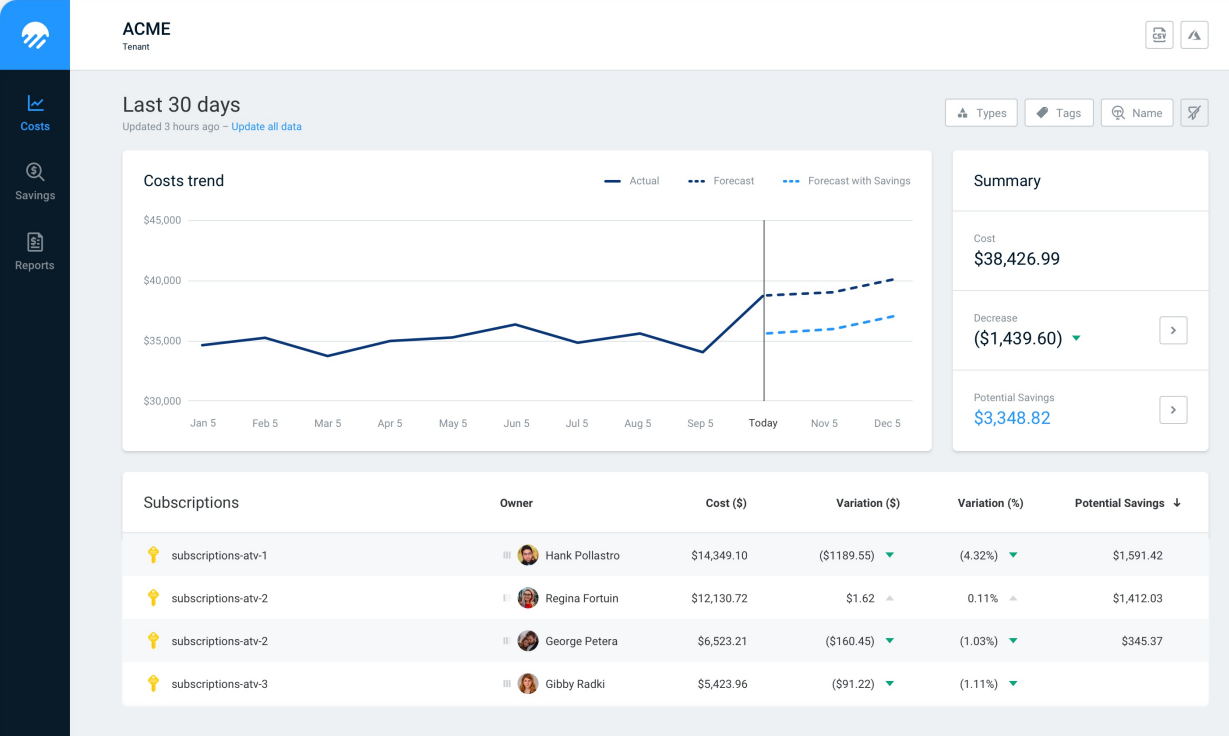 ACME
Tenant
CSV
Costs
Savings
Reports
Last 30 days
Updated 3 hours ago – Update all data
Types
Tags
Name
Costs trend
Actual
Forecast
Forecast with Savings
$45,000
$40,000
$35,000
$30,000
Jan 5 Feb 5 Mar 5 Apr 5 May 5 Jun 5 Jul 5 Aug 5 Sep 5 Today Nov 5 Dec 5
Summary
Cost
$38,426.99
Decrease
($1,439.60)
Potential Savings
$3,348.82
Subscriptions Owner Cost ($) Variation ($) Variation (%) Potential Savings
subscriptions-atv-1 Hank Pollastro $14,349.10 ($1189.55) (4.32%) $1,591.42
subscriptions-atv-2 Regina Fortuin $12,130.72 $1.62 0.11% $1,412.03
subscriptions-atv-2 George Petera $6,523.21 ($160.45) (1.03%) $345.37
subscriptions-atv-3 Gibby Radki $5,423.96 ($91.22) (1.11%)